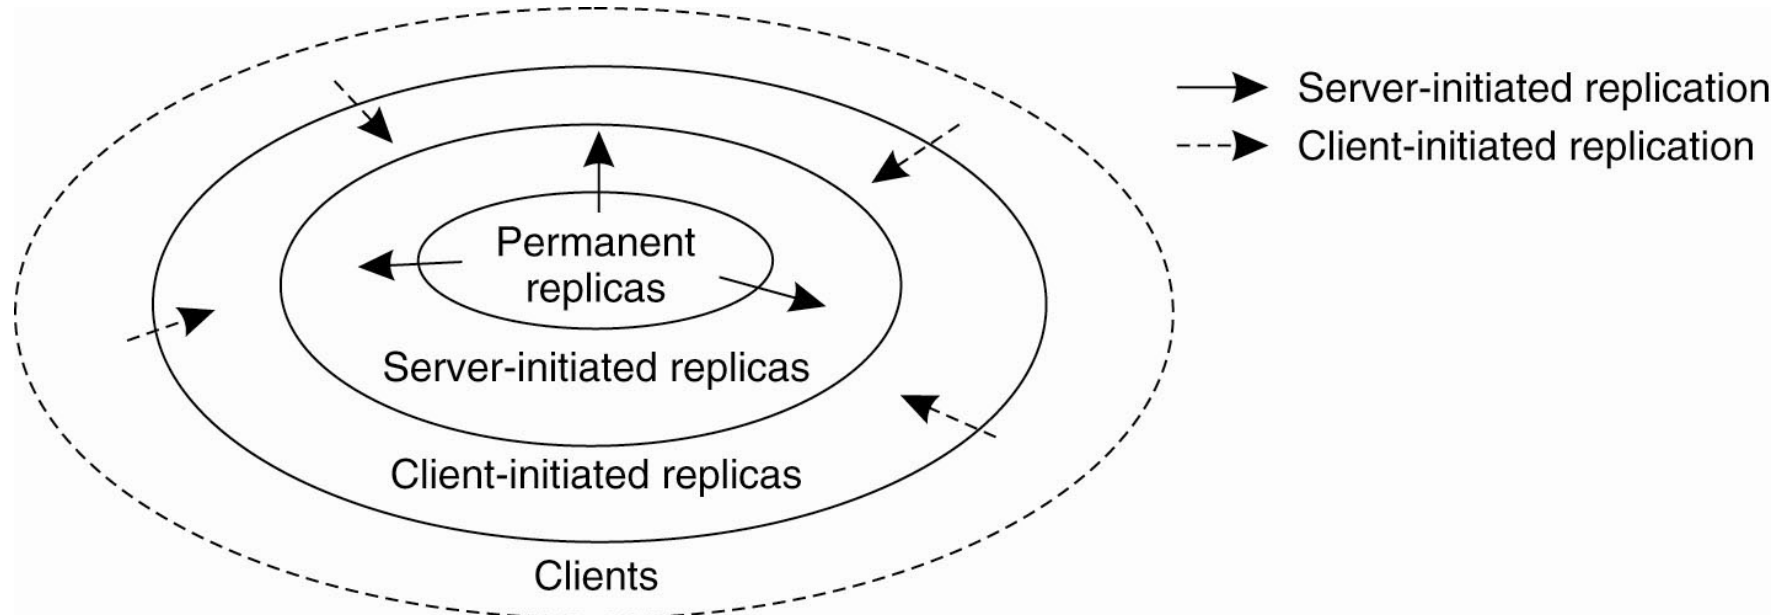 Server-initiated replication
Client-initiated replication
Permanent
replicas
Server-initiated replicas
Client-initiated replicas
Clients